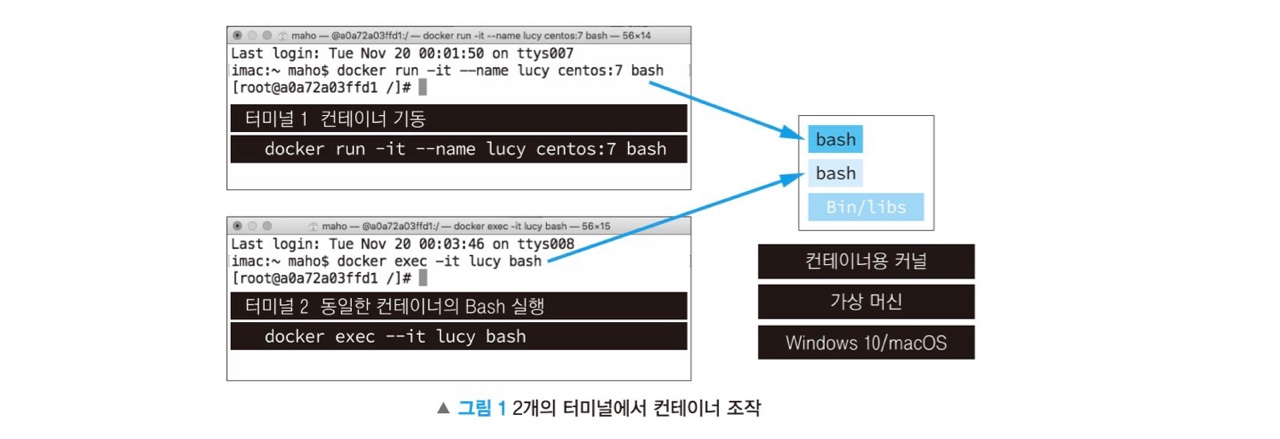 maho — @a0a72a03ffd1:/ — docker run -it --name lucy centos:7 bash — 56×14
Last login: Tue Nov 20 00:01:50 on ttys007
imac:~ maho$ docker run -it --name lucy centos:7 bash
[root@a0a72a03ffd1 /]#
터미널 1 컨테이너 기동
docker run -it --name lucy centos:7 bash
maho — @a0a72a03ffd1:/ — docker exec -it lucy bash — 56×15
Last login: Tue Nov 20 00:03:46 on ttys008
imac:~ maho$ docker exec -it lucy bash
[root@a0a72a03ffd1 /]#
터미널 2 동일한 컨테이너의 Bash 실행
docker exec --it lucy bash
bash
bash
Bin/libs
컨테이너용 커널
가상 머신
Windows 10/macOS
▲ 그림 1 2개의 터미널에서 컨테이너 조작